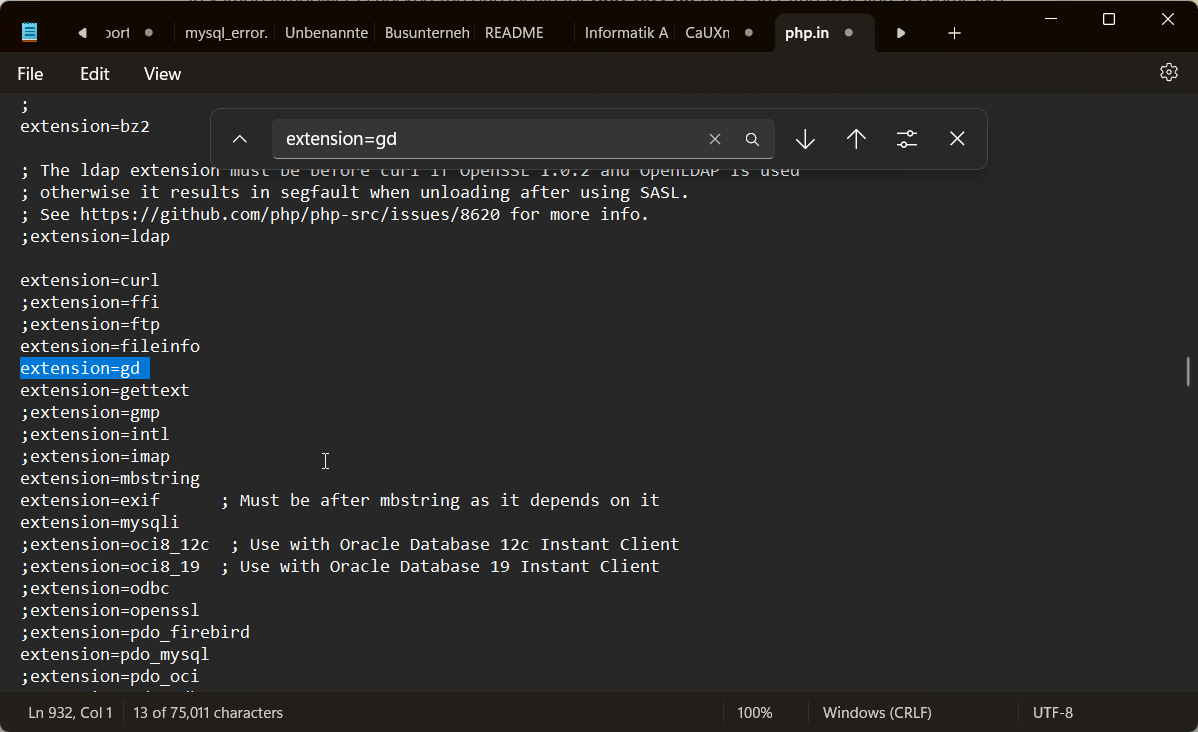 port
mysql_error.
Unbenannte
Busunterneh
README
Informatik A
CaUXn
php.in
File
Edit
View
;
extension=bz2
extension=gd
; The ldap extension must be before curl if OpenSSL 1.0.2 and OpenLDAP is used
; otherwise it results in segfault when unloading after using SASL.
; See https://github.com/php/php-src/issues/8620 for more info.
;extension=ldap
extension=curl
;extension=ffi
;extension=ftp
extension=fileinfo
extension=gd
extension=gettext
;extension=gmp
;extension=intl
;extension=imap
extension=mbstring
extension=exif      ; Must be after mbstring as it depends on it
extension=mysqli
;extension=oci8_12c  ; Use with Oracle Database 12c Instant Client
;extension=oci8_19  ; Use with Oracle Database 19 Instant Client
;extension=odbc
;extension=openssl
;extension=pdo_firebird
extension=pdo_mysql
;extension=pdo_oci
Ln 932, Col 1
13 of 75,011 characters
100%
Windows (CRLF)
UTF-8